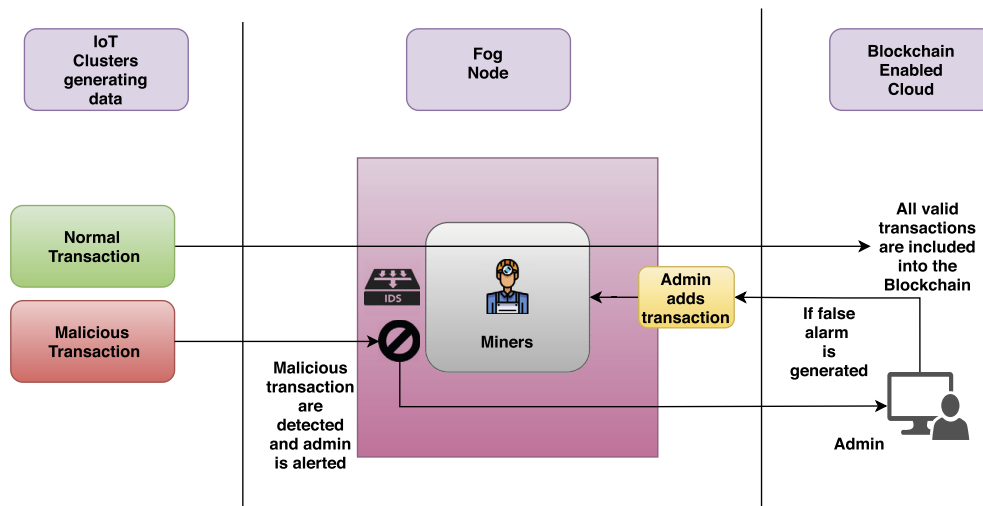 IoT
Clusters
generating
data
Fog
Node
Blockchain
Enabled
Cloud
Normal
Transaction
All valid
transactions
are included
into the
Blockchain
IDS
Miners
Admin
adds
transaction
If false
alarm
is
generated
Malicious
Transaction
Malicious
transaction
are
detected
and admin
is alerted
Admin